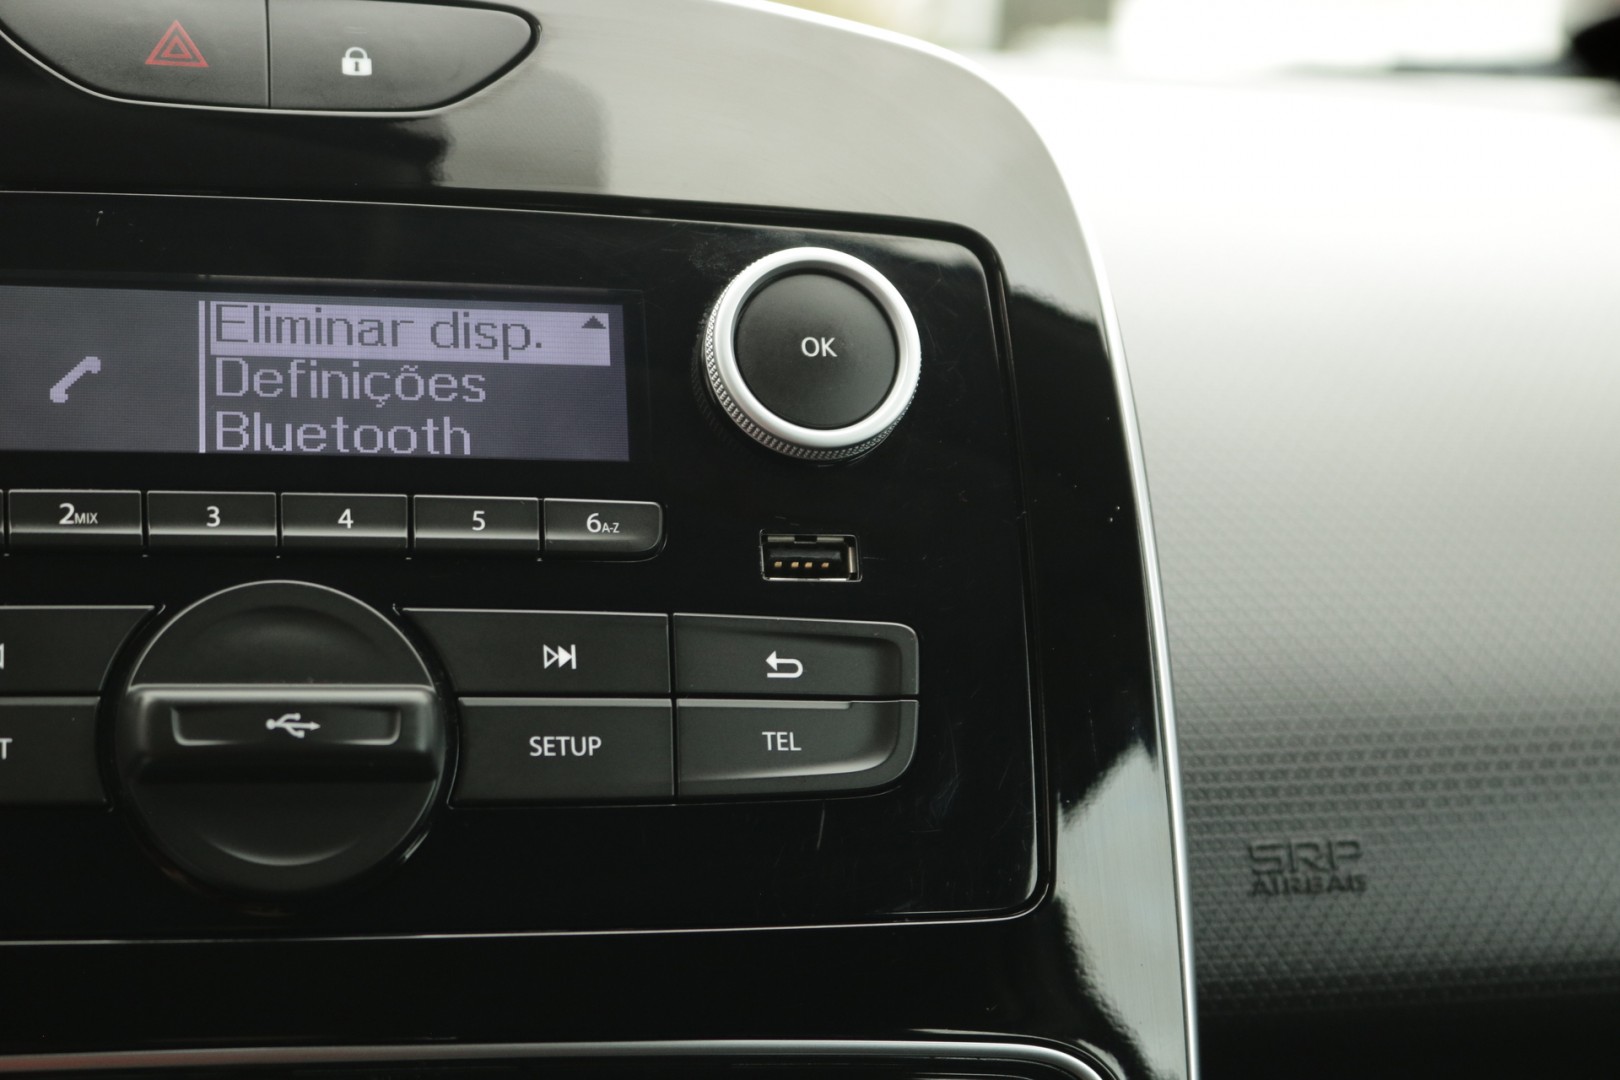 Eliminar disp.
Definições
Bluetooth
OK
2MIX
3
4
5
6A-Z
SETUP
TEL
SRP
AIRBAG